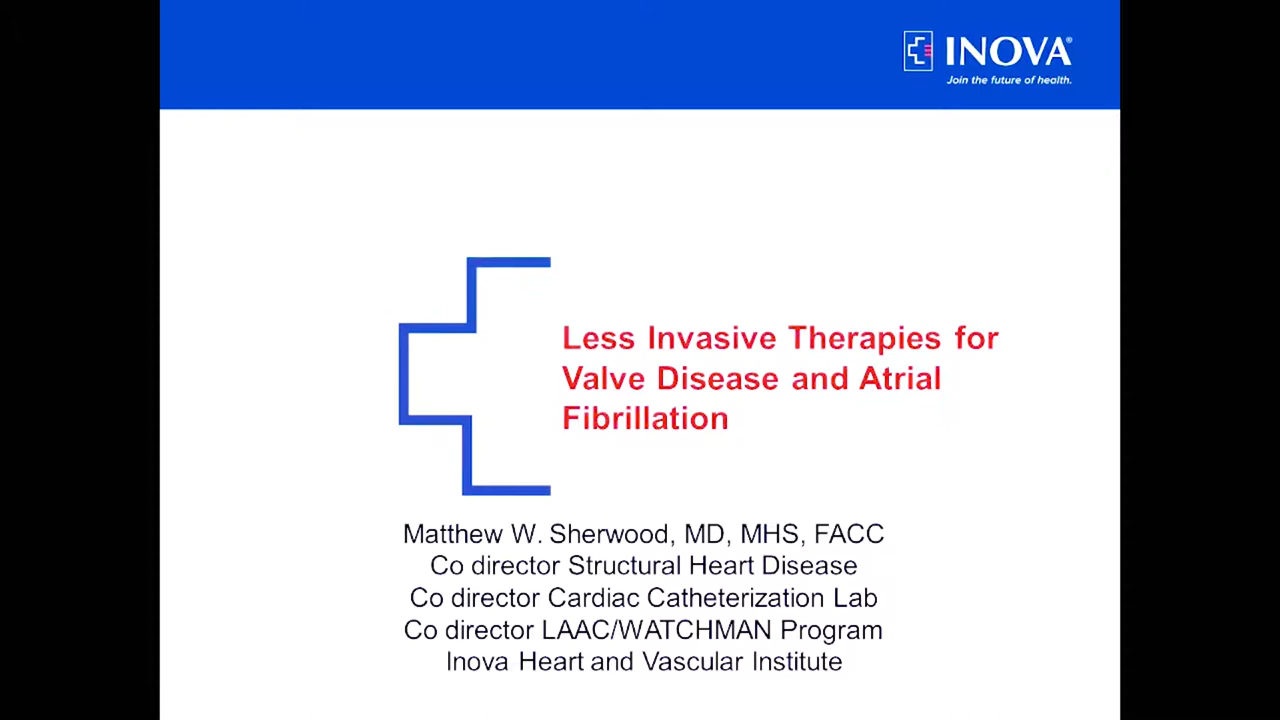 INOVA®
Join the future of health.
Less Invasive Therapies for
Valve Disease and Atrial
Fibrillation
Matthew W. Sherwood, MD, MHS, FACC
Co director Structural Heart Disease
Co director Cardiac Catheterization Lab
Co director LAAC/WATCHMAN Program
Inova Heart and Vascular Institute